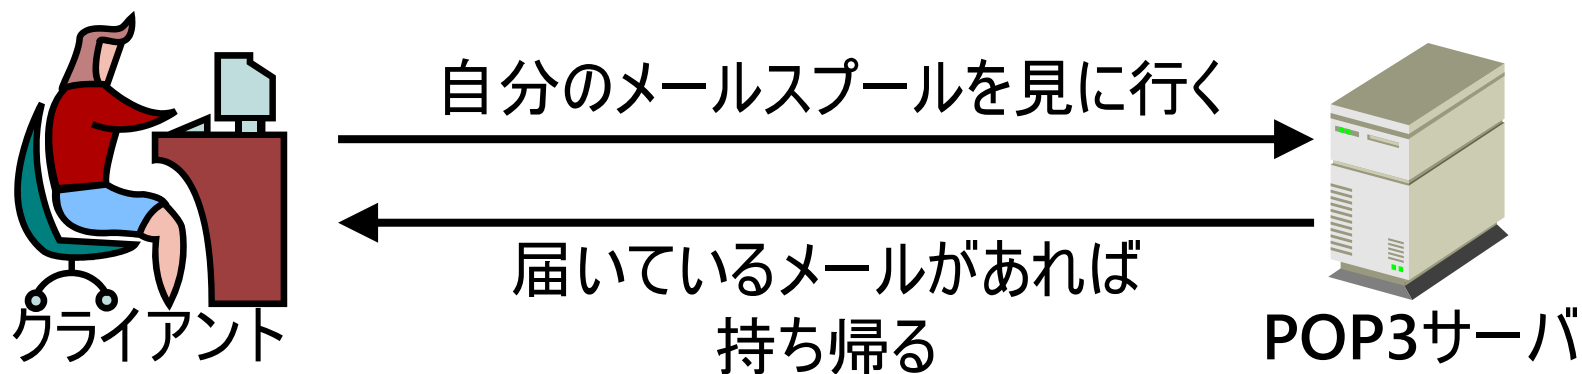 自分のメールスプールを見に行く
届いているメールがあれば
持ち帰る
クライアント
POP3サーバ